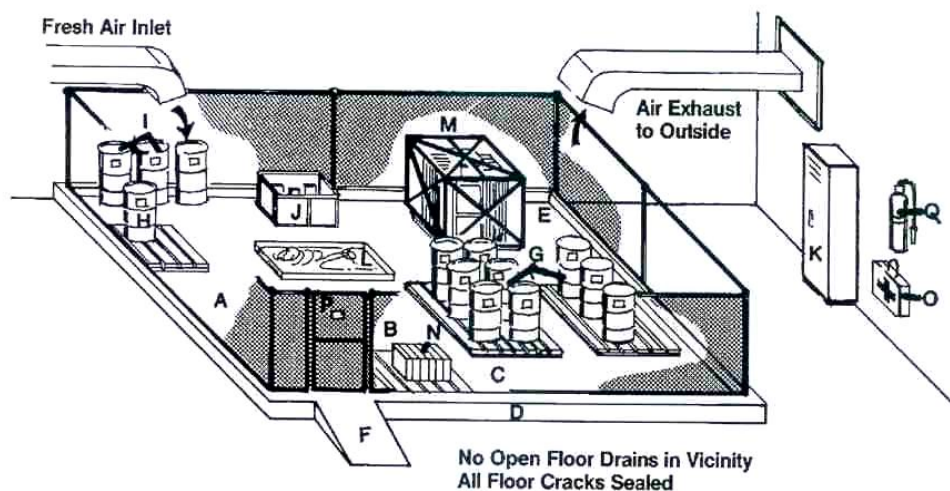 Fresh Air Inlet
Air Exhaust
to Outside
I
M
H
J
E
K
Q
G
A
P
B
N
O
C
D
F
No Open Floor Drains in Vicinity
All Floor Cracks Sealed